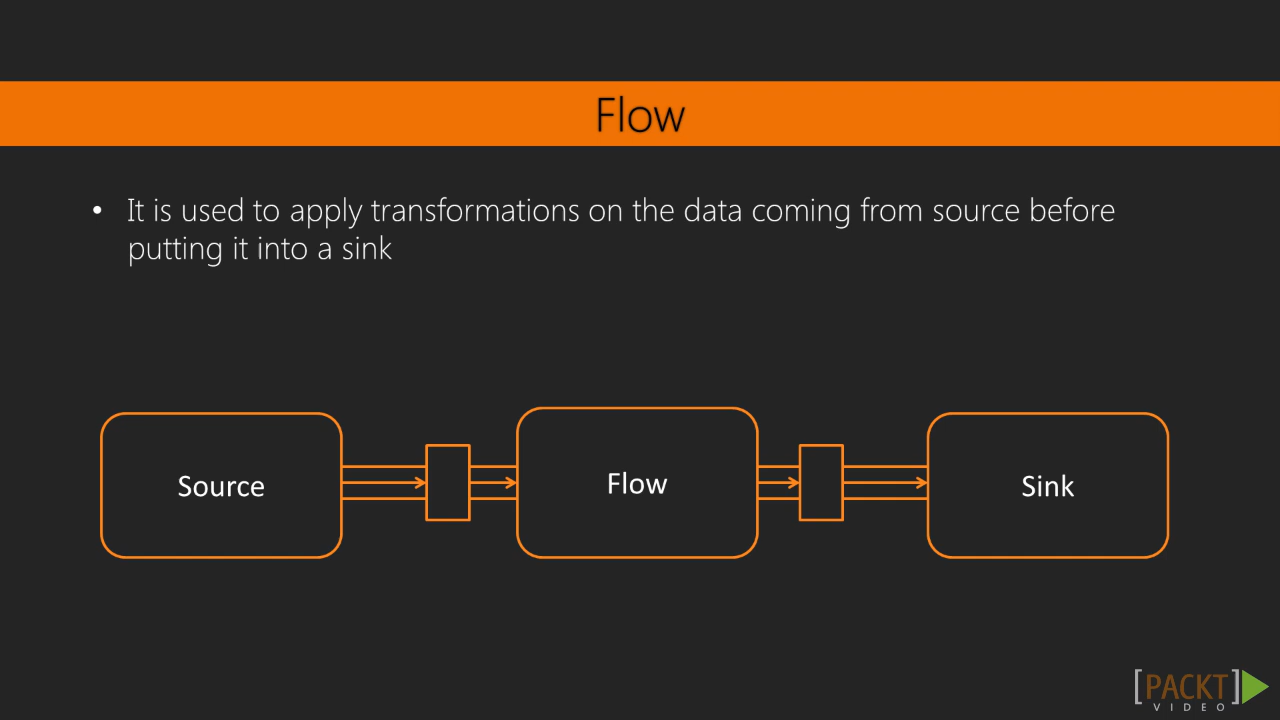 Flow
• It is used to apply transformations on the data coming from source before
putting it into a sink
Source
Flow
Sink
[PACKT]
VIDEO